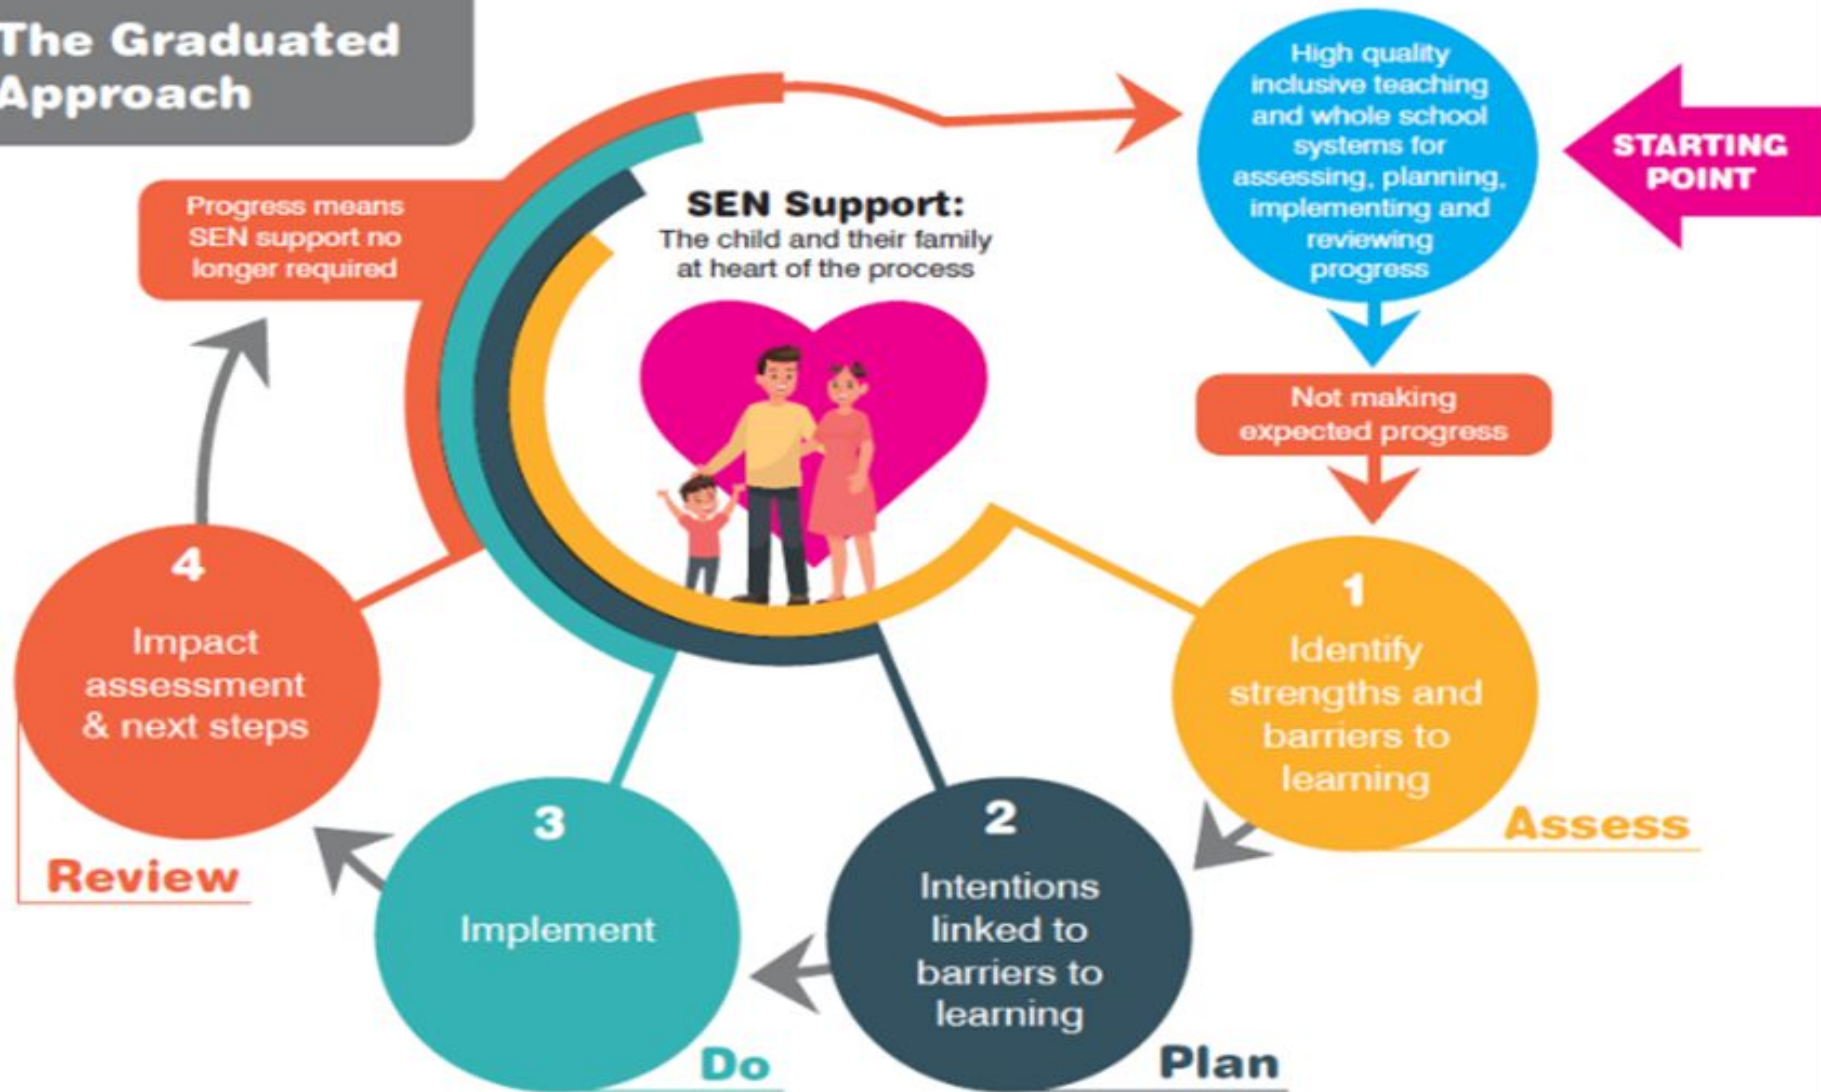 The Graduated
Approach
High quality
inclusive teaching
and whole school
systems for
assessing, planning,
implementing and
reviewing
progress
STARTING
POINT
Not making
expected progress
SEN Support:
The child and their family
at heart of the process
1
Identify
strengths and
barriers to
learning
Assess
2
Intentions
linked to
barriers to
learning
Plan
3
Implement
Do
4
Impact
assessment
& next steps
Review
Progress means
SEN support no
longer required